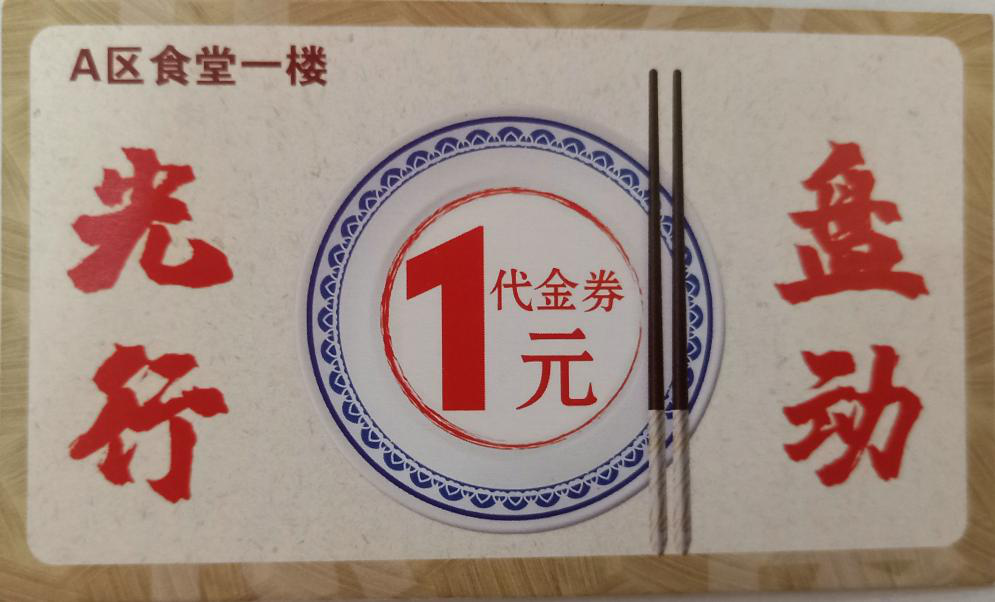 A区食堂一楼
光盘
行动
1代金券
元